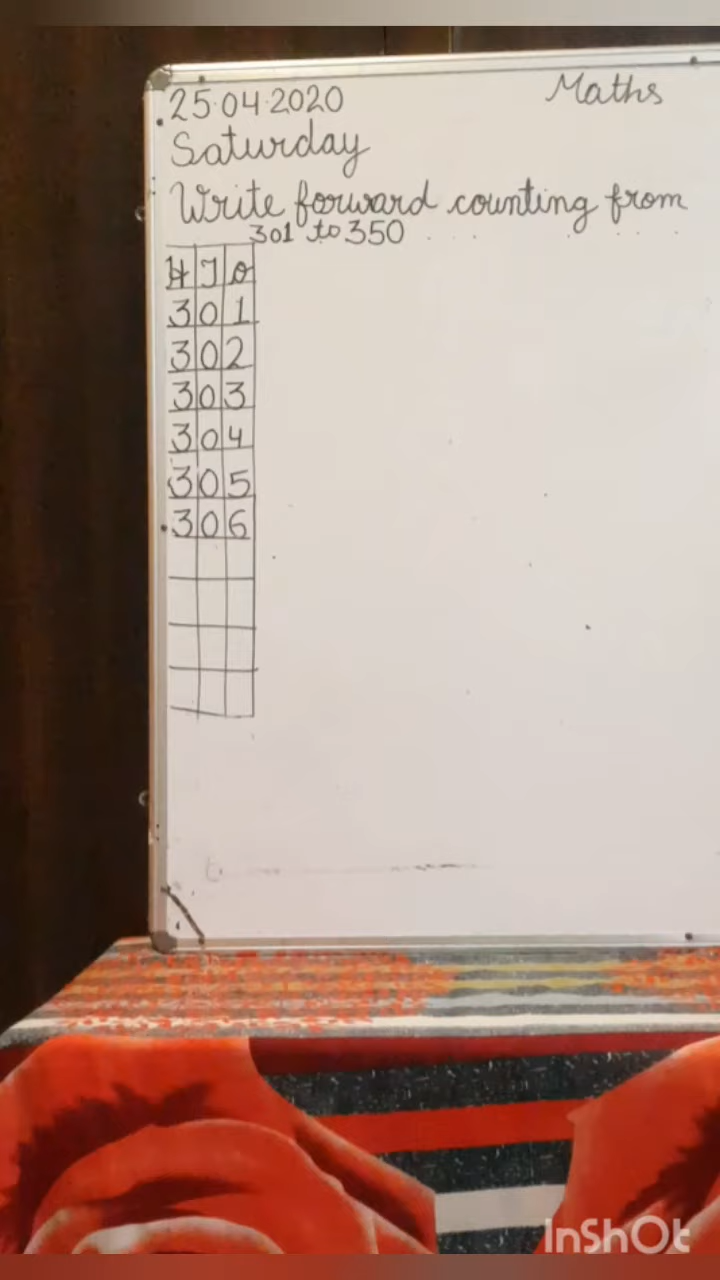 25.04.2020 Maths
Saturday
Write forward counting from
301 to 350
H T O
3 0 1
3 0 2
3 0 3
3 0 4
3 0 5
3 0 6
InShOt